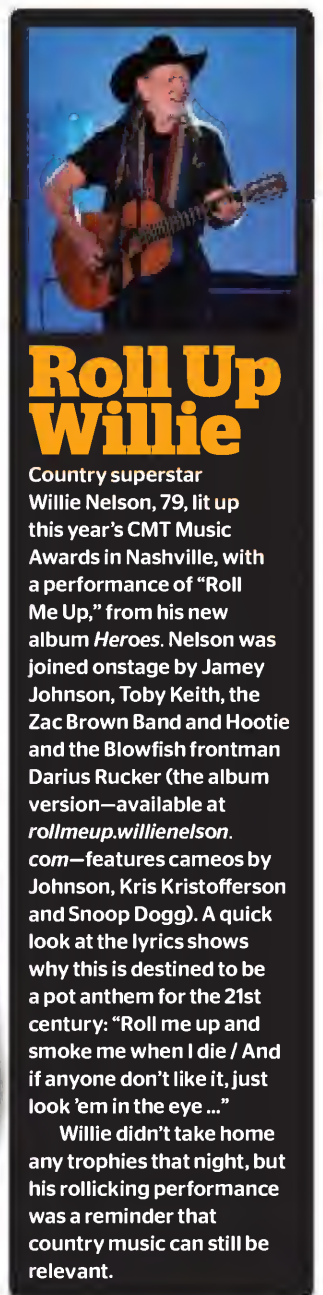 Roll Up
Willie
Country superstar
Willie Nelson, 79, lit up
this year's CMT Music
Awards in Nashville, with
a performance of “Roll
Me Up,” from his new
album Heroes. Nelson was
joined onstage by Jamey
Johnson, Toby Keith, the
Zac Brown Band and Hootie
and the Blowfish frontman
Darius Rucker (the album
version—available at
rollmeup.willienelson.
com—features cameos by
Johnson, Kris Kristofferson
and Snoop Dogg). A quick
look at the lyrics shows
why this is destined to be
a pot anthem for the 21st
century: “Roll me up and
smoke me when I die / And
if anyone don't like it, just
look 'em in the eye ...”
Willie didn't take home
any trophies that night, but
his rollicking performance
was a reminder that
country music can still be
relevant.